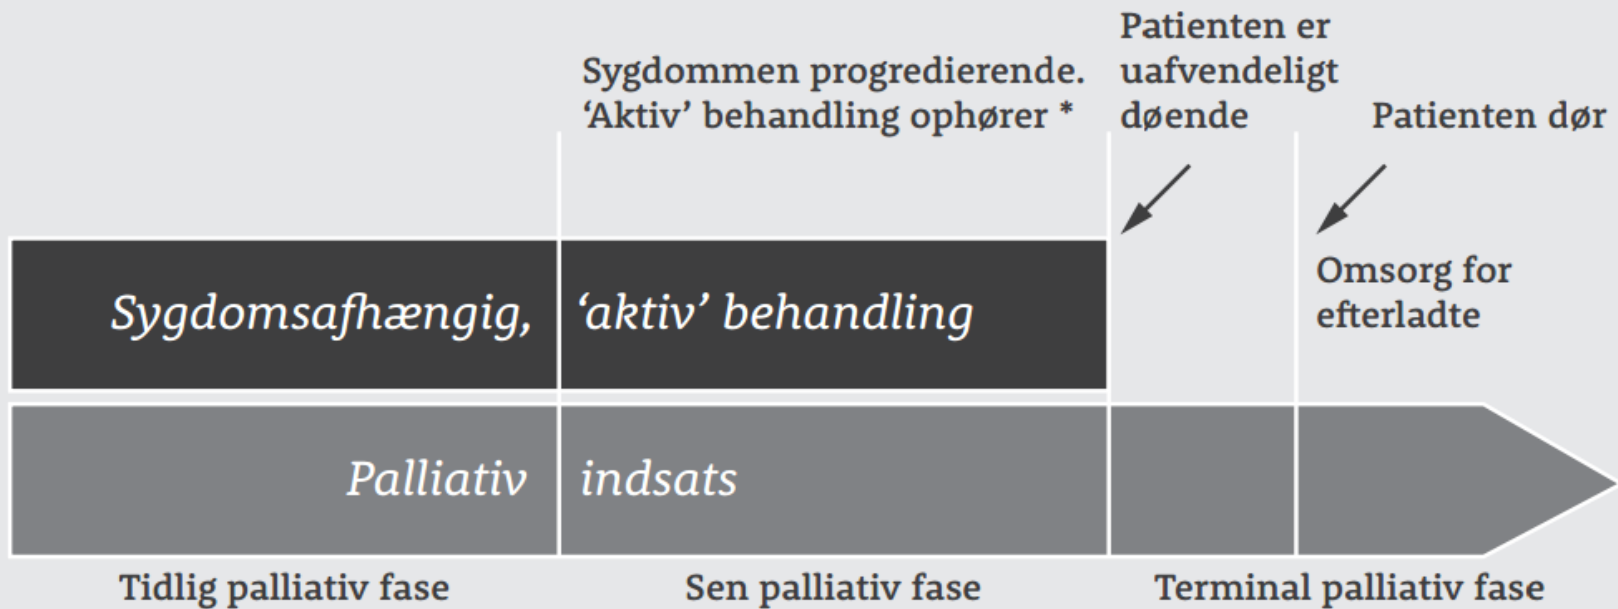 Sygdommen progredierende.
‘Aktiv’ behandling ophører *
Patienten er
uafvendeligt
døende
Patienten dør
Omsorg for
efterladte
Sygdomsafhængig, ‘aktiv’ behandling
Palliativ indsats
Tidlig palliativ fase
Sen palliativ fase
Terminal palliativ fase